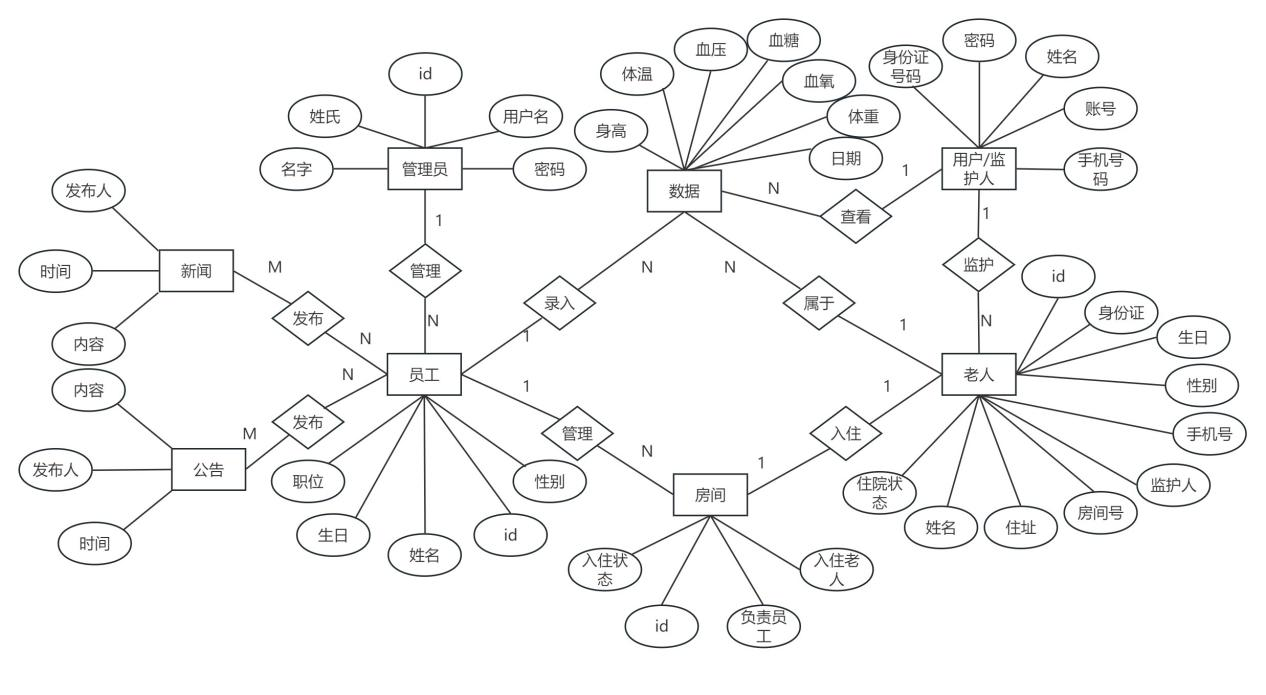 血糖
密码
血压
姓名
身份证
号码
id
体温
血氧
账号
姓氏
用户名
体重
身高
日期
名字
管理员
密码
用户/监
护人
手机号
码
1
数据
N
发布人
查看
1
1
管理
新闻
时间
M
N
N
监护
id
录入
属于
发布
身份证
N
1
1
N
生日
内容
N
N
员工
老人
内容
1
1
性别
发布
M
管理
入住
手机号
N
1
发布人
公告
职位
性别
房间
住院状
态
监护人
生日
id
姓名
住址
房间号
时间
姓名
入住状
态
入住老
人
id
负责员
工